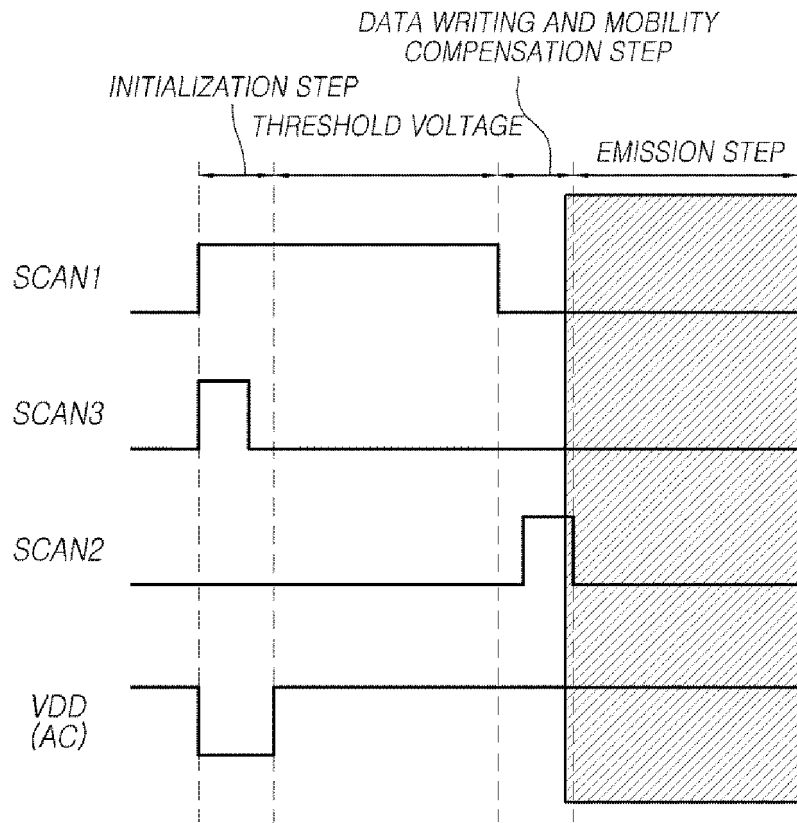 DATA WRITING AND MOBILITY
COMPENSATION STEP
INITIALIZATION STEP
THRESHOLD VOLTAGE
EMISSION STEP
SCAN1
SCAN3
SCAN2
VDD
(AC)